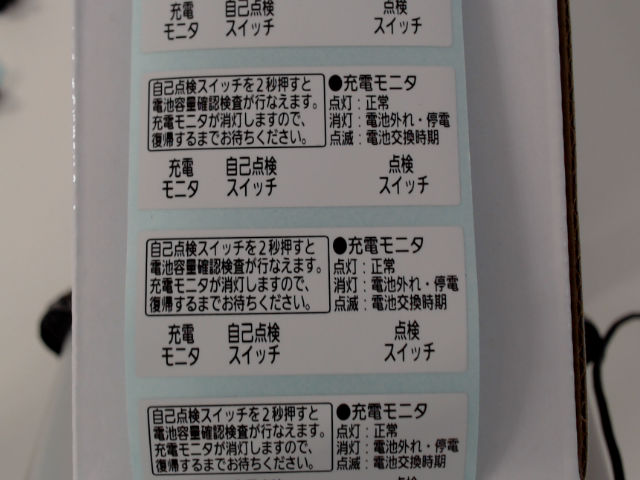 充電 自己点検 点検
モニタ スイッチ スイッチ
自己点検スイッチを2秒押すと
電池容量確認検査が行なえます。
充電モニタが消灯しますので、
復帰するまでお待ちください。
●充電モニタ
点灯：正常
消灯：電池外れ・停電
点滅：電池交換時期
充電 自己点検 点検
モニタ スイッチ スイッチ
自己点検スイッチを2秒押すと
電池容量確認検査が行なえます。
充電モニタが消灯しますので、
復帰するまでお待ちください。
●充電モニタ
点灯：正常
消灯：電池外れ・停電
点滅：電池交換時期
充電 自己点検 点検
モニタ スイッチ スイッチ
自己点検スイッチを2秒押すと
電池容量確認検査が行なえます。
充電モニタが消灯しますので、
復帰するまでお待ちください。
●充電モニタ
点灯：正常
消灯：電池外れ・停電
点滅：電池交換時期